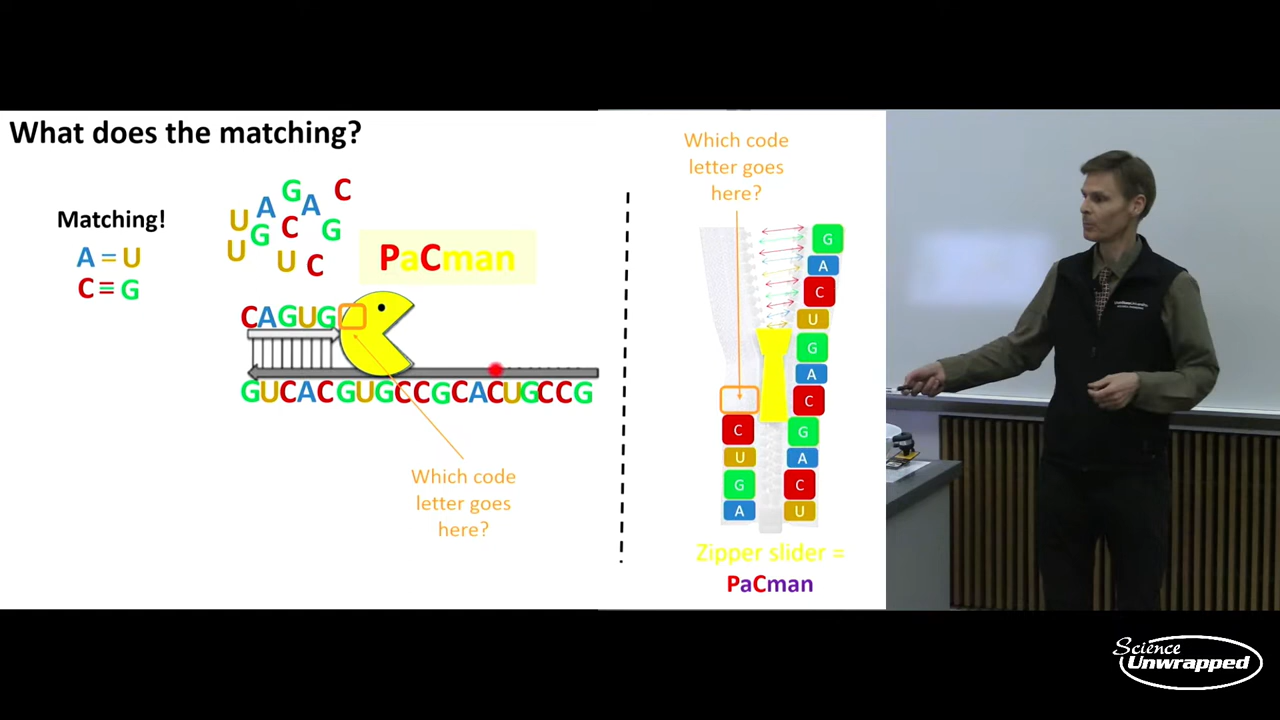 What does the matching?
Matching!
A = U
C ≡ G
G
C
A
A
U
C
G
G
U
U
C
PaCman
CAGUG
GUCACGUGCCGCACUGCCG
Which code
letter goes
here?
Which code
letter goes
here?
G
A
C
U
G
A
C
C
G
U
A
G
C
A
U
Zipper slider =
PaCman
Science
Unwrapped